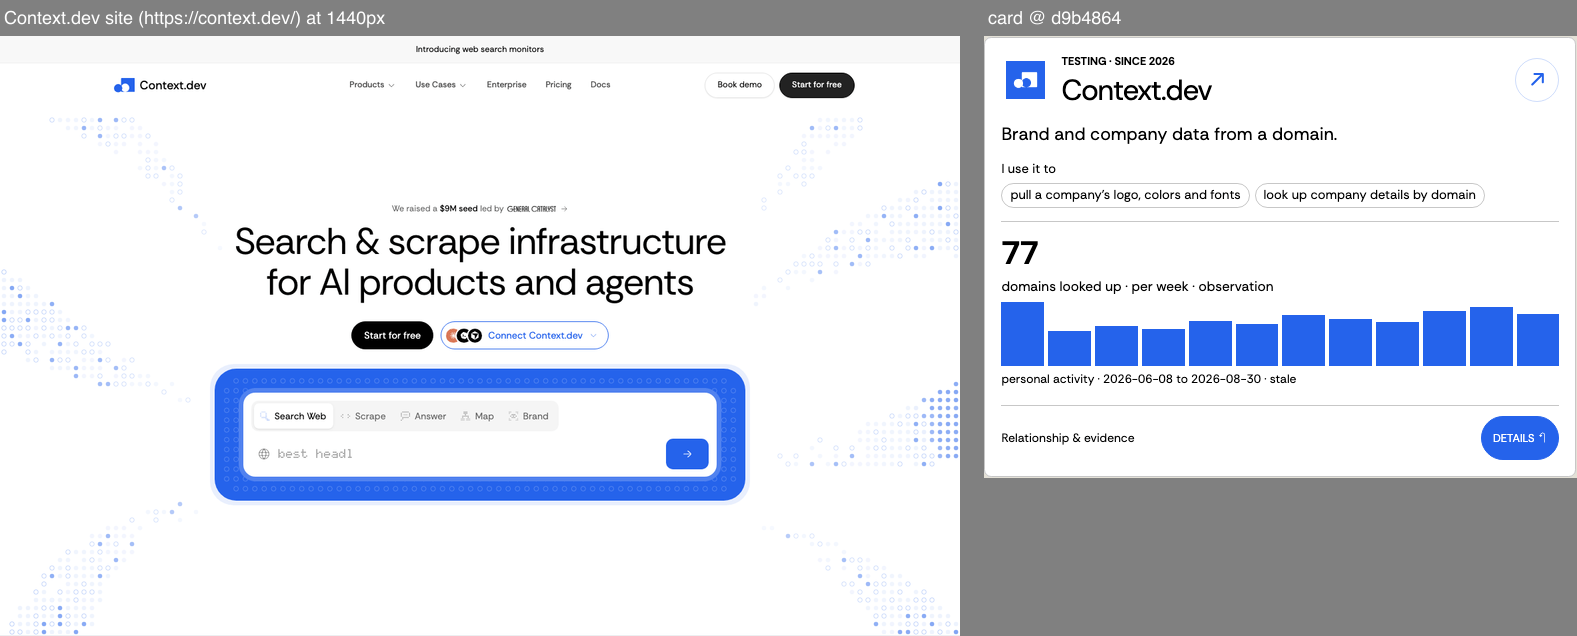 Context.dev site (https://context.dev/) at 1440px
Introducing web search monitors
Context.dev
Products
Use Cases
Enterprise
Pricing
Docs
Book demo
Start for free
We raised a $9M seed led by GENERAL CATALYST →
Search & scrape infrastructure
for AI products and agents
Start for free
Connect Context.dev
Search Web
Scrape
Answer
Map
Brand
best headl
card @ d9b4864
TESTING · SINCE 2026
Context.dev
Brand and company data from a domain.
I use it to
pull a company's logo, colors and fonts
look up company details by domain
77
domains looked up · per week · observation
personal activity · 2026-06-08 to 2026-08-30 · stale
Relationship & evidence
DETAILS